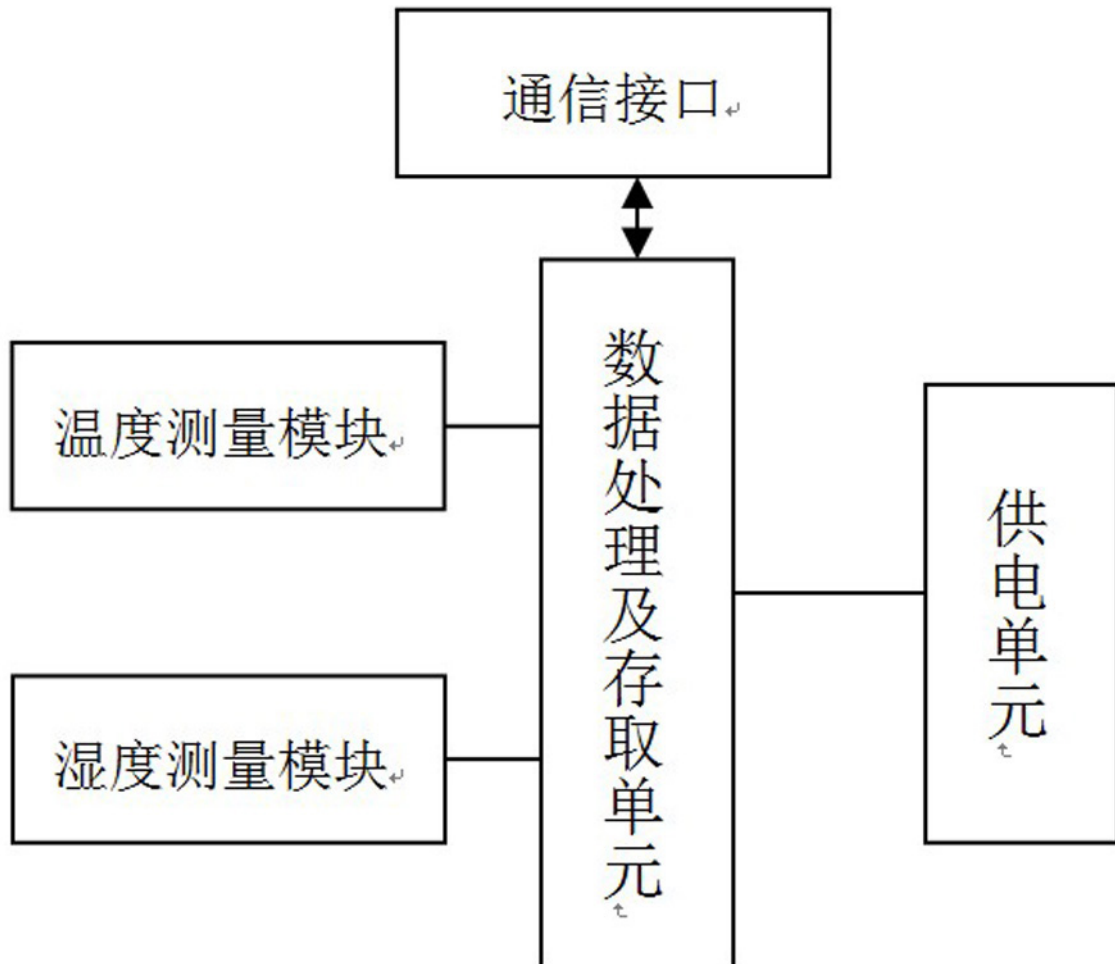 通信接口
温度测量模块
湿度测量模块
数据处理及存取单元
供电单元